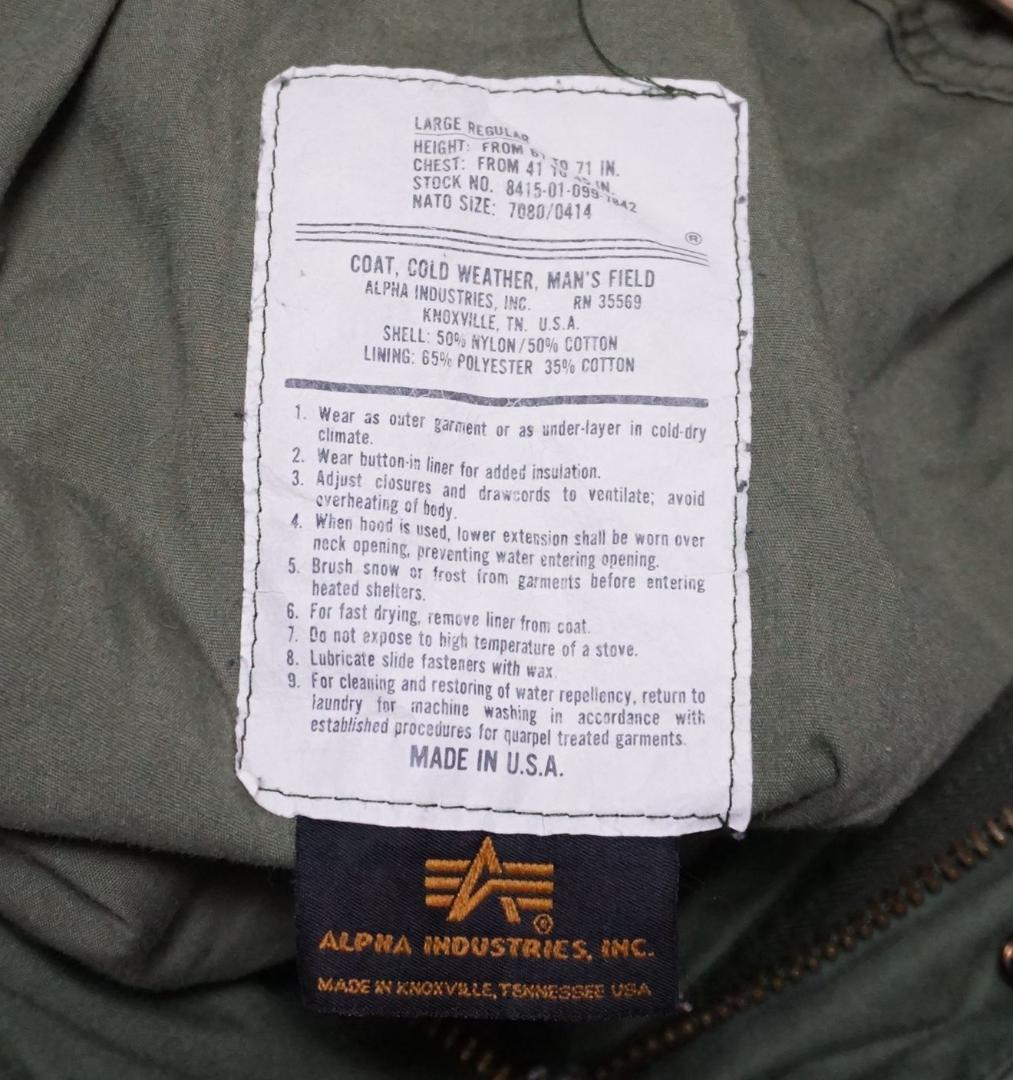 LARGE REGULAR
HEIGHT: FROM TO 71 IN.
CHEST: FROM 41 TO 45 IN.
STOCK NO. 8415-01-099-7842
NATO SIZE: 7080/0414
®
COAT, COLD WEATHER, MAN'S FIELD
ALPHA INDUSTRIES, INC. RN 35569
KNOXVILLE, TN. U.S.A.
SHELL: 50% NYLON/50% COTTON
LINING: 65% POLYESTER 35% COTTON
1. Wear as outer garment or as under-layer in cold-dry
climate.
2. Wear button-in liner for added insulation.
3. Adjust closures and drawcords to ventilate; avoid
overheating of body.
4. When hood is used, lower extension shall be worn over
neck opening, preventing water entering opening.
5. Brush snow or frost from garments before entering
heated shelters.
6. For fast drying, remove liner from coat.
7. Do not expose to high temperature of a stove.
8. Lubricate slide fasteners with wax.
9. For cleaning and restoring of water repellency, return to
laundry for machine washing in accordance with
established procedures for quarpel treated garments.
MADE IN U.S.A.
®
ALPHA INDUSTRIES, INC.
MADE IN KNOXVILLE, TENNESSEE USA